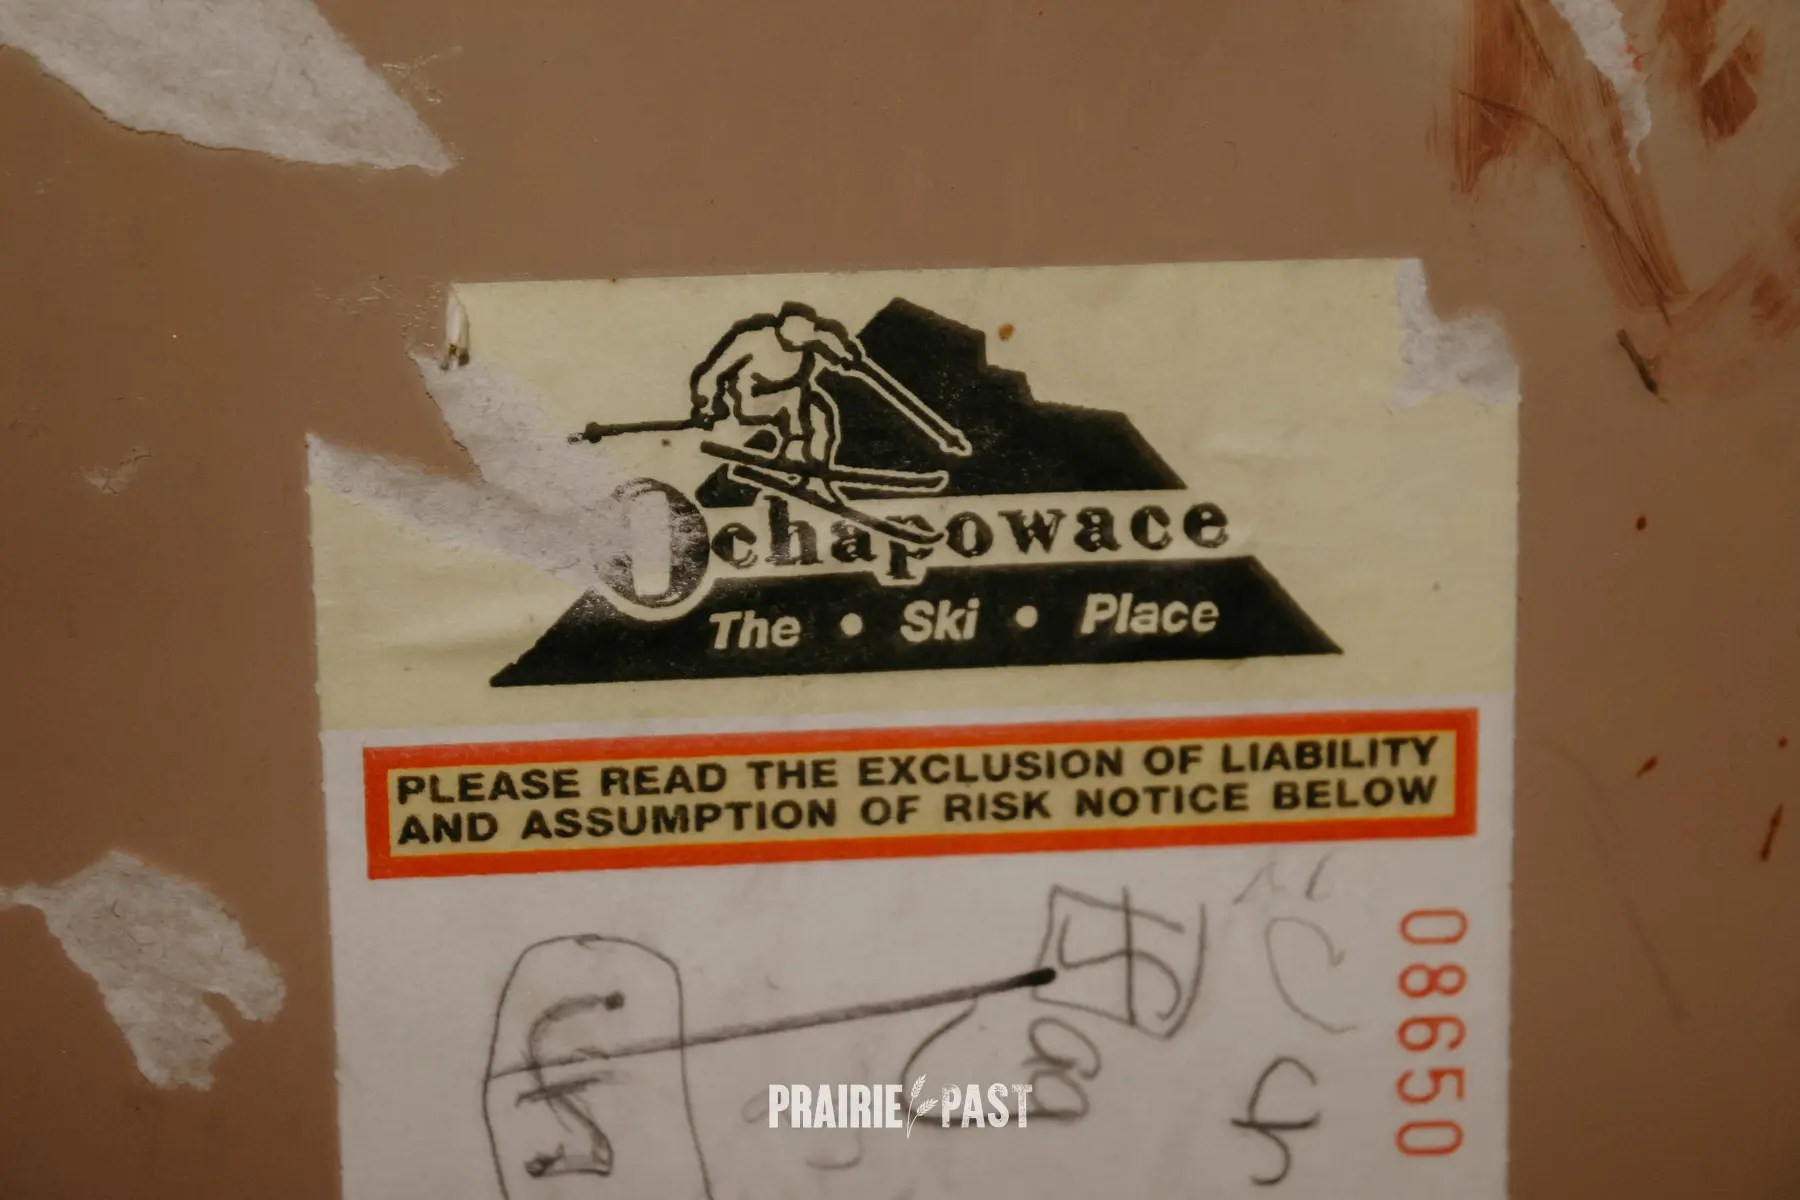 Ochapowace
The • Ski • Place
PLEASE READ THE EXCLUSION OF LIABILITY
AND ASSUMPTION OF RISK NOTICE BELOW
08650
PRAIRIE PAST